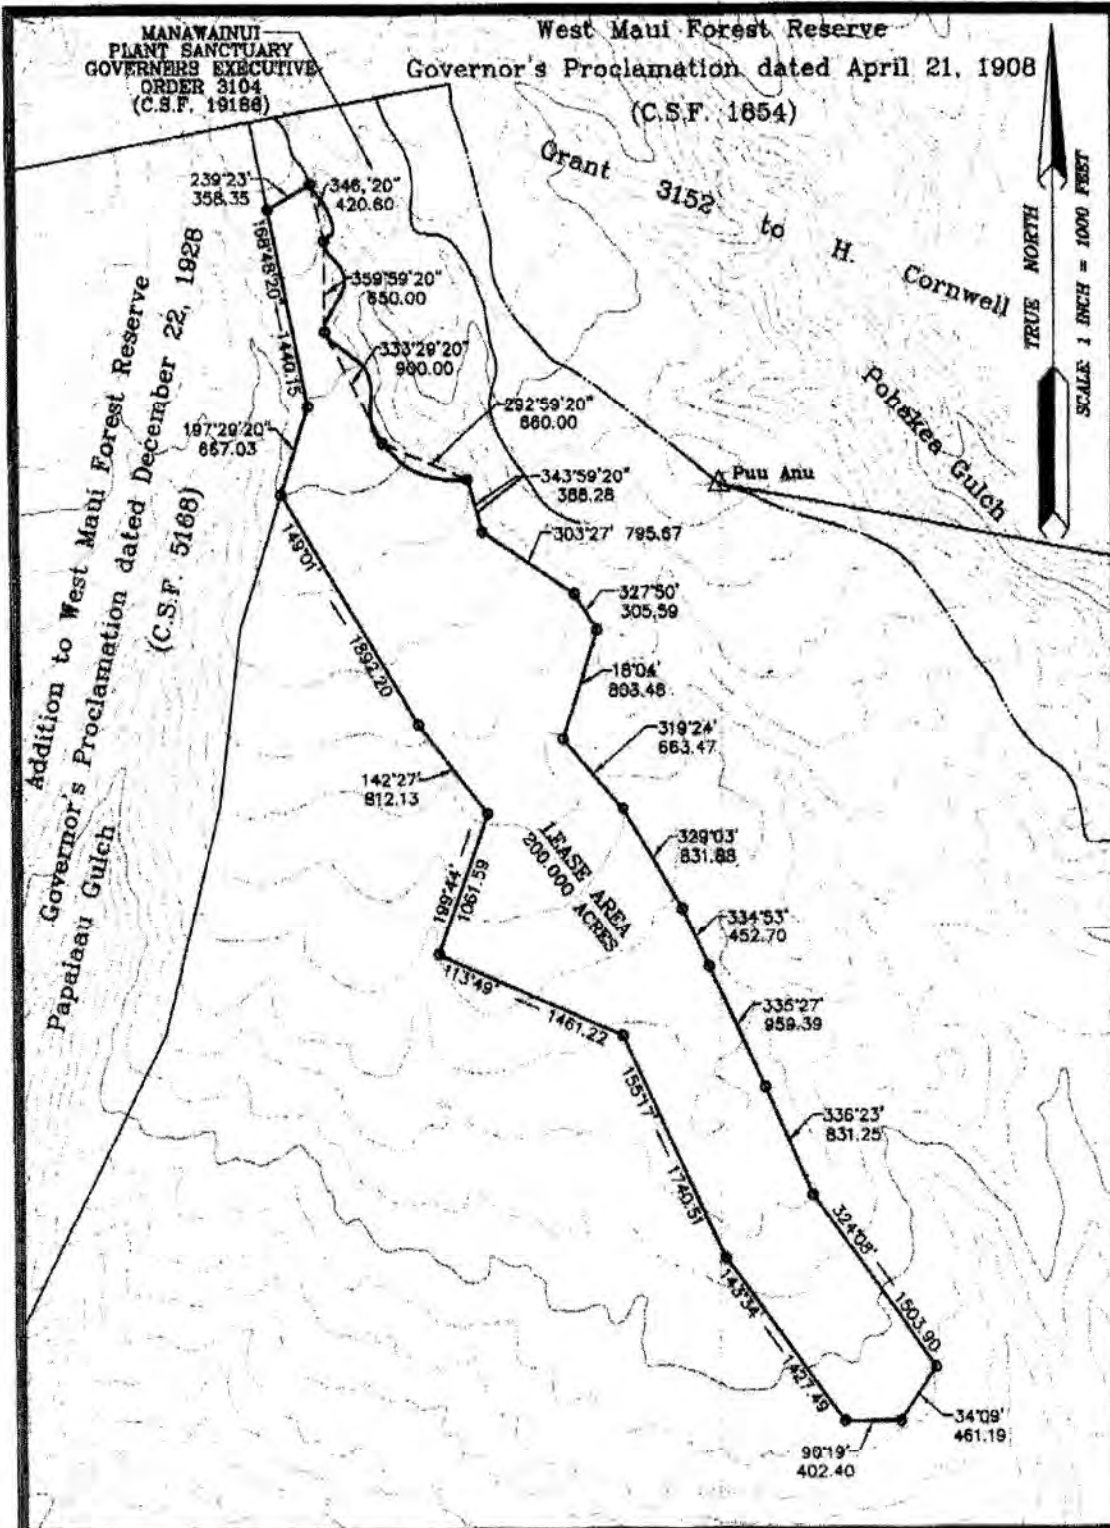 MANAWAINUI
PLANT SANCTUARY
GOVERNERS EXECUTIVE
ORDER 3104
(C.S.F. 19186)
West Maui Forest Reserve
Governor's Proclamation dated April 21, 1908
(C.S.F. 1654)
Grant 3152 to H. Cornwell
Pohakea Gulch
Puu Anu
TRUE NORTH
SCALE: 1 INCH = 1000 FEET
Addition to West Maui Forest Reserve
Governor's Proclamation dated December 22, 1928
(C.S.F. 5168)
Papalaau Gulch
239°23'
358.35
346°'20"
420.60
168°48'20"
1440.15
359°59'20"
650.00
333°29'20"
900.00
292°59'20"
660.00
197°29'20"
667.03
343°59'20"
388.28
303°27' 795.67
149°01'
1892.20
327°50'
305.59
18°04'
803.46
319°24'
663.47
142°27'
812.13
LEASE AREA
200.000 ACRES
329°03'
831.88
199°44'
1061.59
334°53'
452.70
113°49'
1461.22
335°27'
959.39
155°17'
1740.51
336°23'
831.25
324°08'
1503.90
143°34'
1427.49
34°09'
461.19
90°19'
402.40